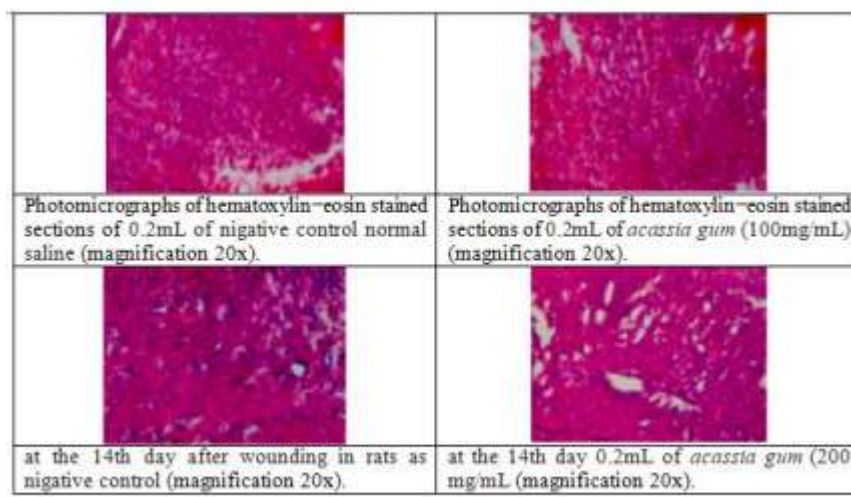 Photomicrographs of hematoxylin−eosin stained
sections of 0.2mL of nigative control normal
saline (magnification 20x).
Photomicrographs of hematoxylin−eosin stained
sections of 0.2mL of acassia gum (100mg/mL)
(magnification 20x).
at the 14th day after wounding in rats as
nigative control (magnification 20x).
at the 14th day 0.2mL of acassia gum (200
mg/mL (magnification 20x).